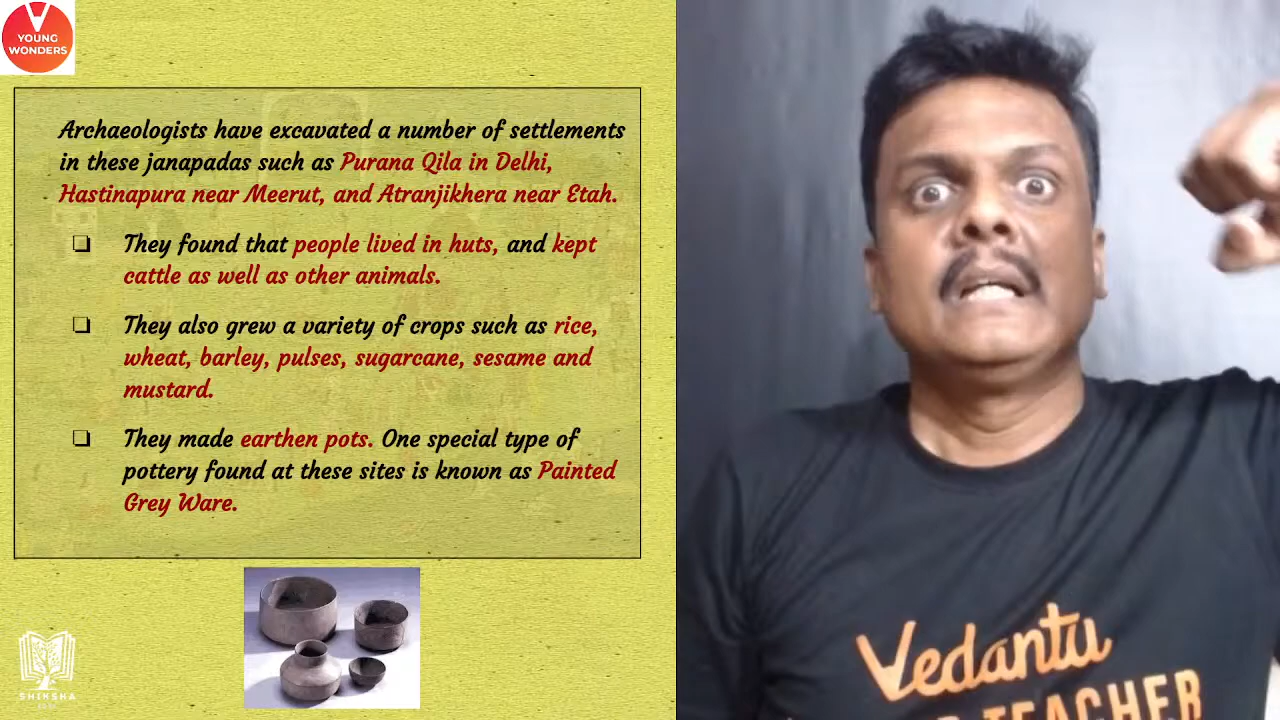 YOUNG
WONDERS
Archaeologists have excavated a number of settlements
in these janapadas such as Purana Qila in Delhi,
Hastinapura near Meerut, and Atranjikhera near Etah.
❏ They found that people lived in huts, and kept
cattle as well as other animals.
❏ They also grew a variety of crops such as rice,
wheat, barley, pulses, sugarcane, sesame and
mustard.
❏ They made earthen pots. One special type of
pottery found at these sites is known as Painted
Grey Ware.
SHIKSHA
Vedantu
TEACHER